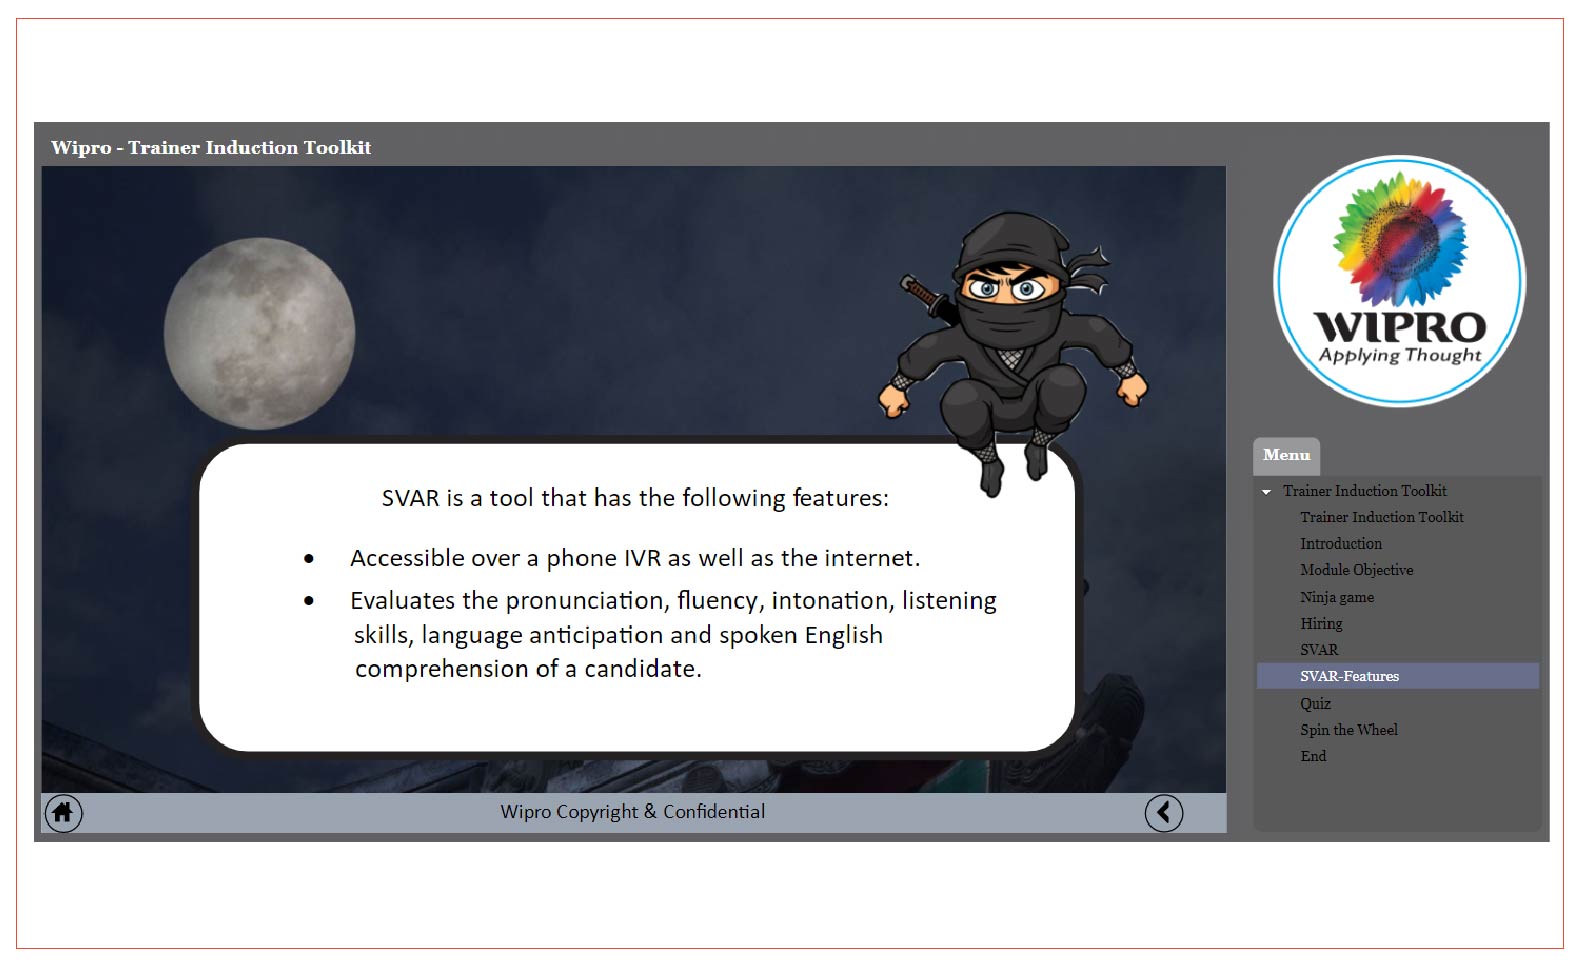 Wipro - Trainer Induction Toolkit
SVAR is a tool that has the following features:
• Accessible over a phone IVR as well as the internet.
• Evaluates the pronunciation, fluency, intonation, listening
skills, language anticipation and spoken English
comprehension of a candidate.
Wipro Copyright & Confidential
WIPRO
Applying Thought
Menu
Trainer Induction Toolkit
Trainer Induction Toolkit
Introduction
Module Objective
Ninja game
Hiring
SVAR
SVAR-Features
Quiz
Spin the Wheel
End